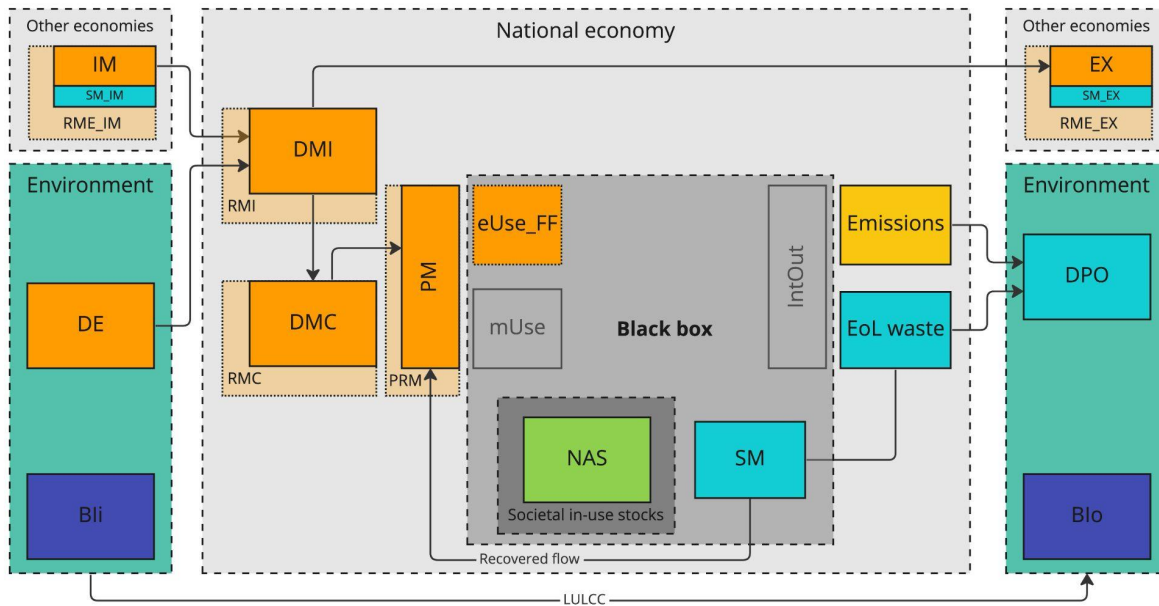 Other economies
IM
SM_IM
RME_IM
Environment
DE
BIi
National economy
DMI
RMI
DMC
RMC
PM
PRM
eUse_FF
mUse
Black box
IntOut
NAS
Societal in-use stocks
SM
Recovered flow
Emissions
EoL waste
Other economies
EX
SM_EX
RME_EX
Environment
DPO
BIo
LULCC